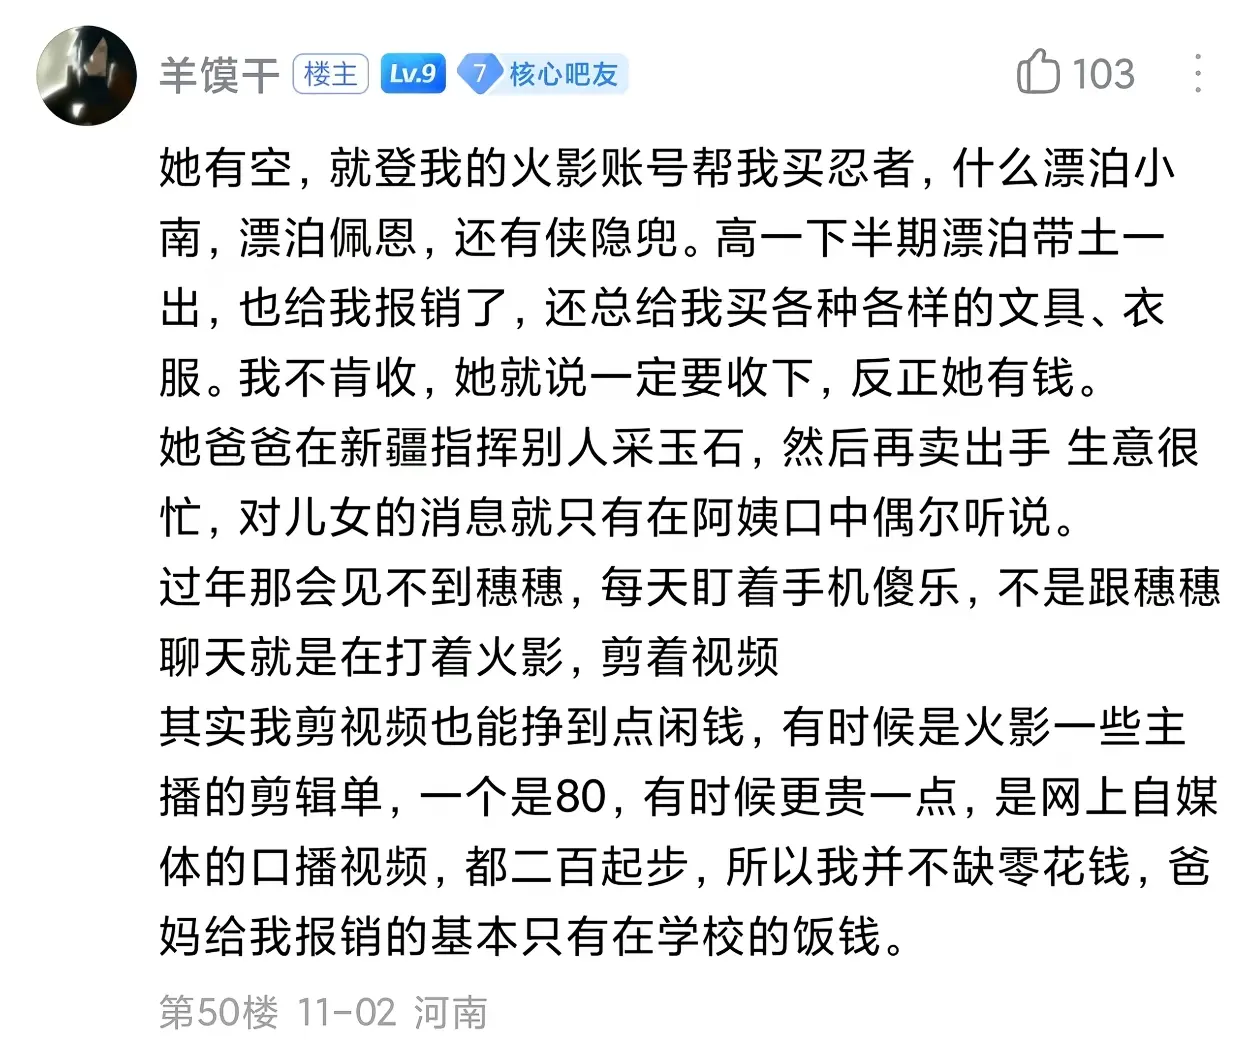 羊馍干 楼主 Lv.9 7 核心吧友 103
她有空，就登我的火影账号帮我买忍者，什么漂泊小
南，漂泊佩恩，还有侠隐兜。高一下半期漂泊带土一
出，也给我报销了，还总给我买各种各样的文具、衣
服。我不肯收，她就说一定要收下，反正她有钱。
她爸爸在新疆指挥别人采玉石，然后再卖出手 生意很
忙，对儿女的消息就只有在阿姨口中偶尔听说。
过年那会见不到穗穗，每天盯着手机傻乐，不是跟穗穗
聊天就是在打着火影，剪着视频
其实我剪视频也能挣到点闲钱，有时候是火影一些主
播的剪辑单，一个是80，有时候更贵一点，是网上自媒
体的口播视频，都二百起步，所以我并不缺零花钱，爸
妈给我报销的基本只有在学校的饭钱。
第50楼 11-02 河南